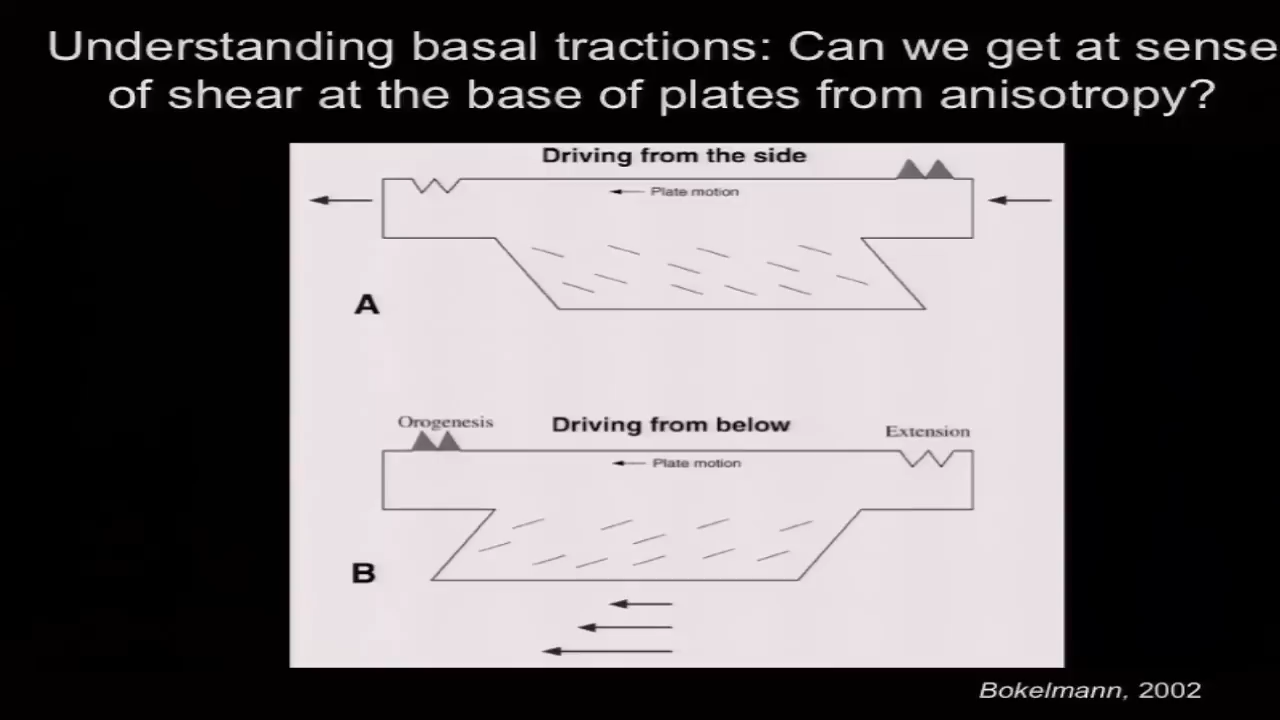 Understanding basal tractions: Can we get at sense
of shear at the base of plates from anisotropy?
Driving from the side
Plate motion
A
Orogenesis
Driving from below
Extension
Plate motion
B
Bokelmann, 2002